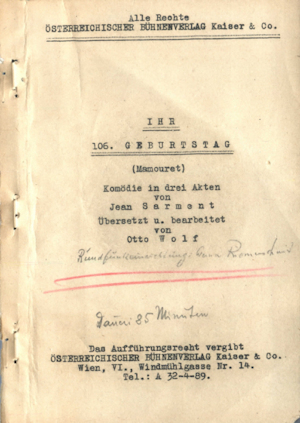 Alle Rechte
ÖSTERREICHISCHER BÜHNENVERLAG Kaiser & Co.
IHR
106. GEBURTSTAG
(Mamouret)
Komödie in drei Akten
von
Jean Sarment
Übersetzt u. bearbeitet
von
Otto Wolf
Dauer: 85 Minuten
Das Aufführungsrecht vergibt
ÖSTERREICHISCHER BÜHNENVERLAG Kaiser & Co.
Wien, VI., Windmühlgasse Nr. 14.
Tel.: A 32-4-89.